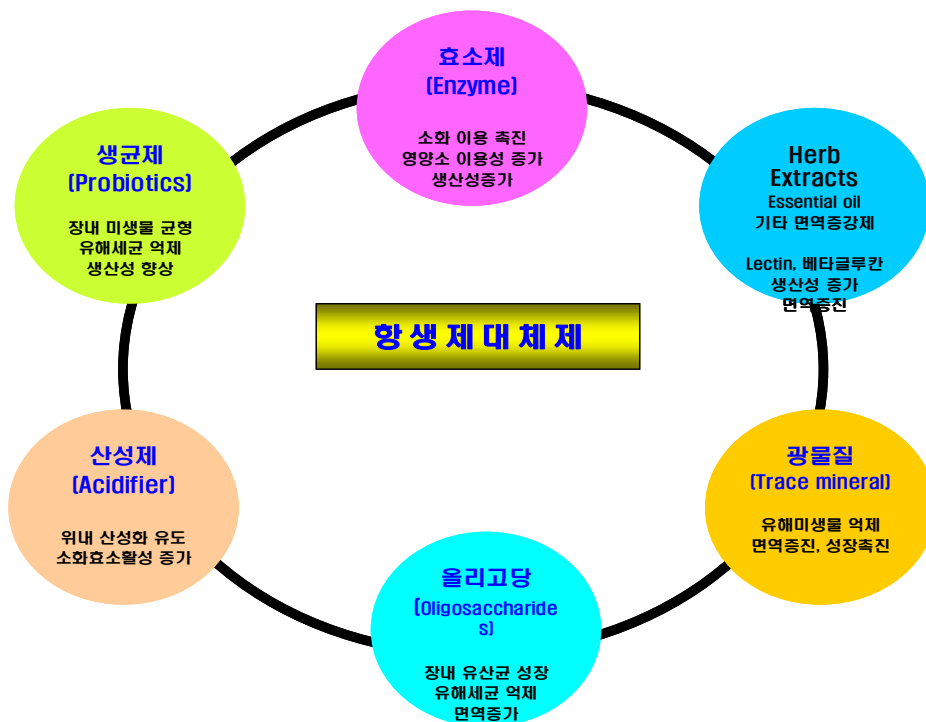 효소제
(Enzyme)
소화 이용 촉진
영양소 이용성 증가
생산성증가
생균제
(Probiotics)
장내 미생물 균형
유해세균 억제
생산성 향상
Herb
Extracts
Essential oil
기타 면역증강제
Lectin, 베타글루칸
생산성 증가
면역증진
항생제대체제
산성제
(Acidifier)
위내 산성화 유도
소화효소활성 증가
광물질
(Trace mineral)
유해미생물 억제
면역증진, 성장촉진
올리고당
(Oligosaccharide
s)
장내 유산균 성장
유해세균 억제
면역증가